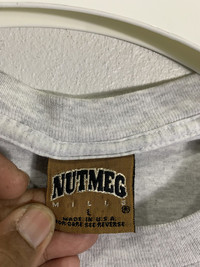 NUTMEG
MILLS
L
MADE IN U.S.A.
FOR CARE SEE REVERSE
®